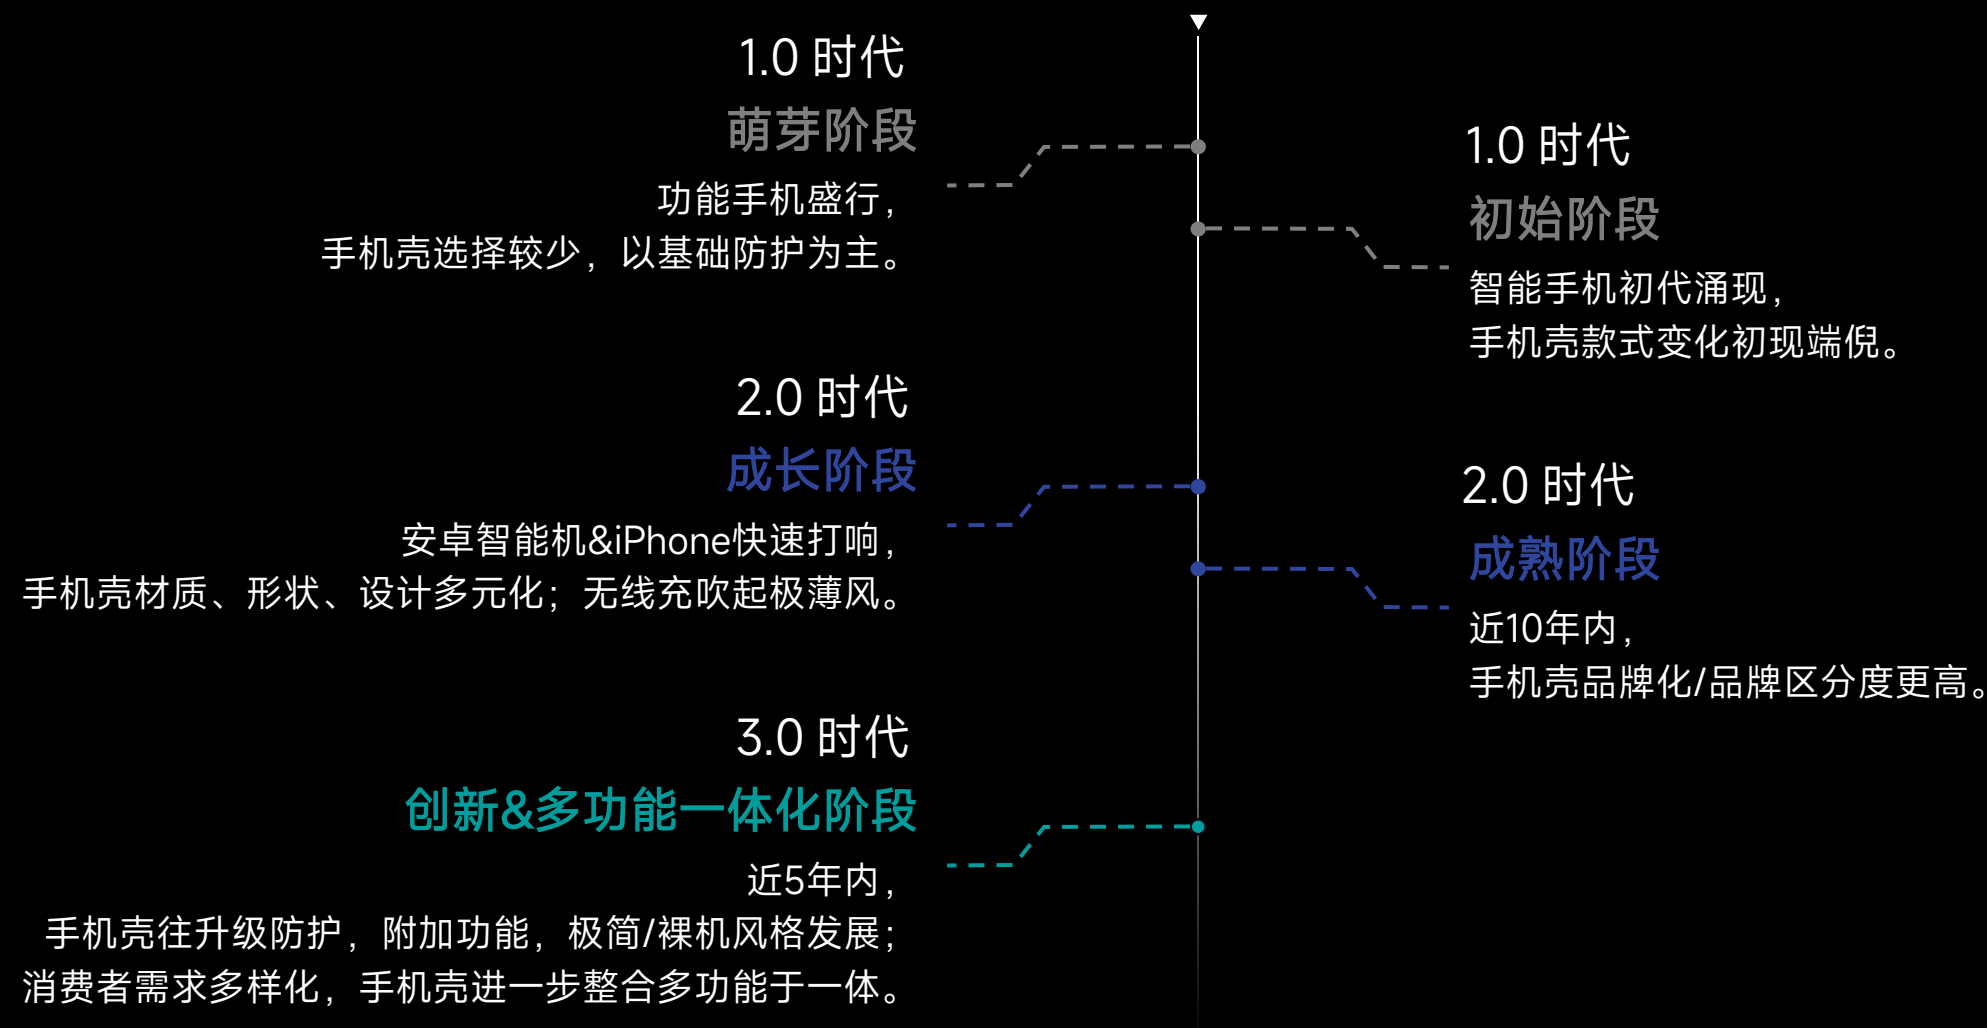 1.0 时代
萌芽阶段
功能手机盛行，
手机壳选择较少，以基础防护为主。
1.0 时代
初始阶段
智能手机初代涌现，
手机壳款式变化初现端倪。
2.0 时代
成长阶段
安卓智能机&iPhone快速打响，
手机壳材质、形状、设计多元化；无线充吹起极薄风。
2.0 时代
成熟阶段
近10年内，
手机壳品牌化/品牌区分度更高。
3.0 时代
创新&多功能一体化阶段
近5年内，
手机壳往升级防护，附加功能，极简/裸机风格发展；
消费者需求多样化，手机壳进一步整合多功能于一体。